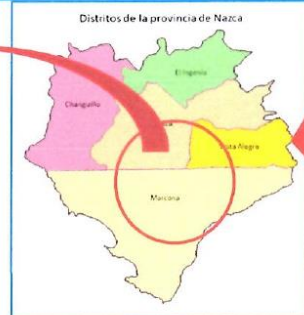 Distritos de la provincia de Nazca
El Ingenio
Changuillo
Vista Alegre
Marcona